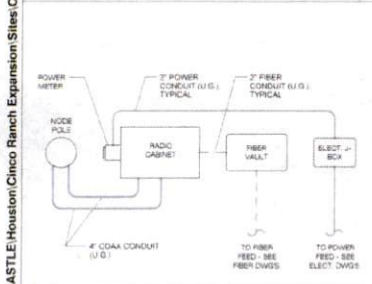 ASTLE\Houston\Cinco Ranch Expansion\Sites\C
POWER
METER
2" POWER
CONDUIT (U.G.)
TYPICAL
2" FIBER
CONDUIT (U.G.)
TYPICAL
NODE
POLE
RADIO
CABINET
FIBER
VAULT
ELECT. J-
BOX
4" COAX CONDUIT
(U.G.)
TO FIBER
FEED - SEE
FIBER DWGS.
TO POWER
FEED - SEE
ELECT. DWGS.